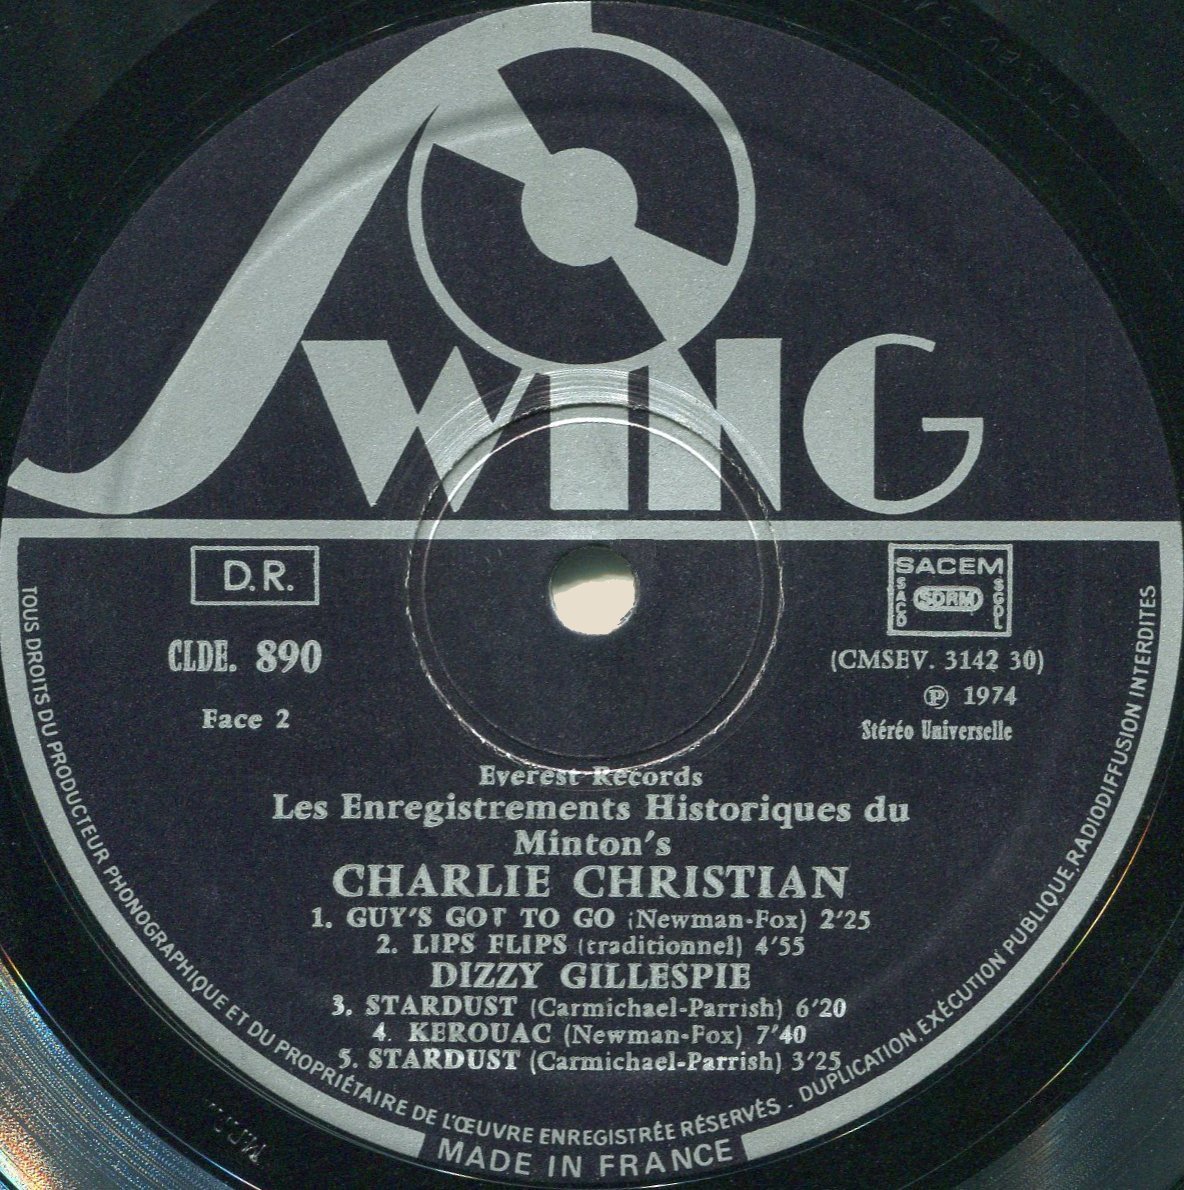 SWING
D.R.
SACEM
SACD
SDRM
SGDL
CLDE. 890
(CMSEV. 3142 30)
Ⓟ 1974
Face 2
Stéréo Universelle
Everest Records
Les Enregistrements Historiques du
Minton's
CHARLIE CHRISTIAN
1. GUY'S GOT TO GO (Newman-Fox) 2'25
2. LIPS FLIPS (traditionnel) 4'55
DIZZY GILLESPIE
3. STARDUST (Carmichael-Parrish) 6'20
4. KEROUAC (Newman-Fox) 7'40
5. STARDUST (Carmichael-Parrish) 3'25
TOUS DROITS DU PRODUCTEUR PHONOGRAPHIQUE ET DU PROPRIÉTAIRE DE L'ŒUVRE ENREGISTRÉE RÉSERVÉS - DUPLICATION, EXÉCUTION PUBLIQUE, RADIODIFFUSION INTERDITES
MADE IN FRANCE